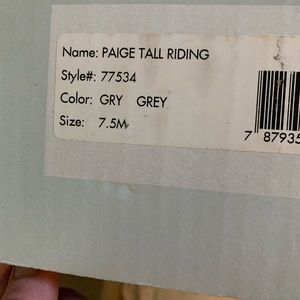 Name: PAIGE TALL RIDING
Style#: 77534
Color: GRY GREY
Size: 7.5M
7 87935